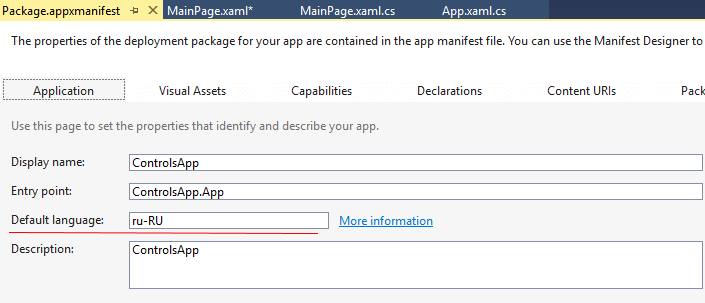 Package.appxmanifest MainPage.xaml* MainPage.xaml.cs App.xaml.cs
The properties of the deployment package for your app are contained in the app manifest file. You can use the Manifest Designer to
Application Visual Assets Capabilities Declarations Content URIs Pack
Use this page to set the properties that identify and describe your app.
Display name: ControlsApp
Entry point: ControlsApp.App
Default language: ru-RU More information
Description: ControlsApp